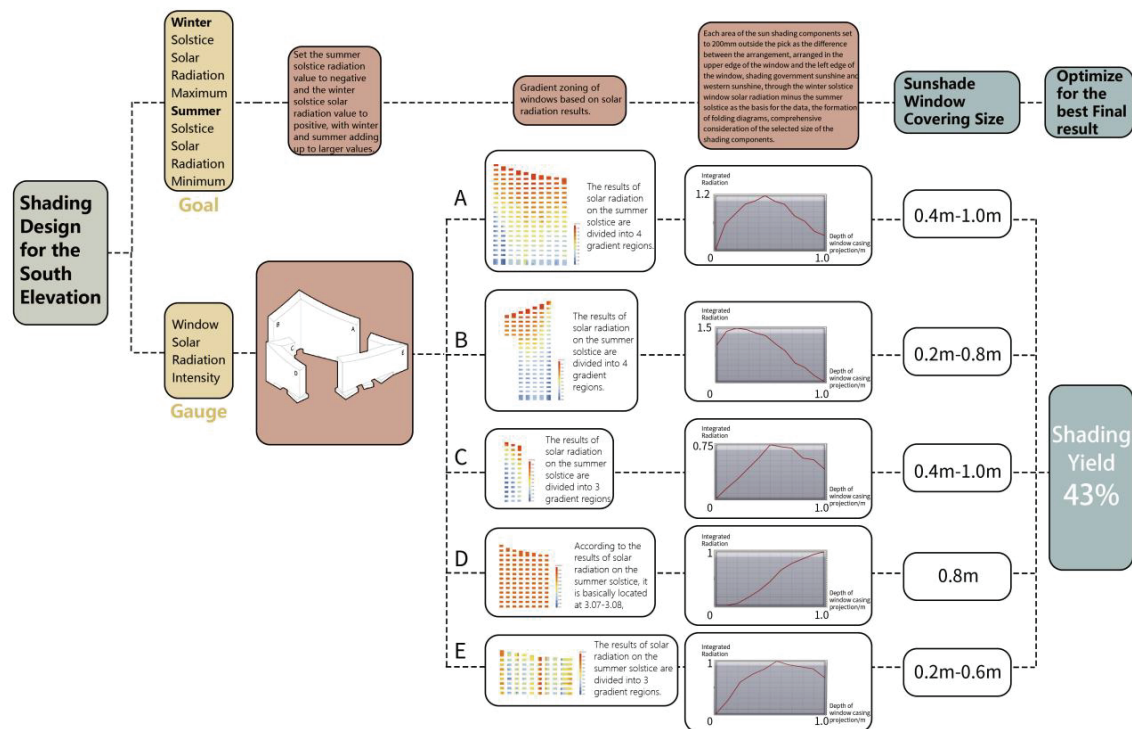 Shading
Design
for the
South
Elevation
Winter
Solstice
Solar
Radiation
Maximum
Summer
Solstice
Solar
Radiation
Minimum
Goal
Set the summer
solstice radiation
value to negative
and the winter
solstice solar
radiation value to
positive, with winter
and summer adding
up to larger values.
Gradient zoning of
windows based on solar
radiation results.
Each area of the sun shading components set
to 200mm outside the pick as the difference
between the arrangement, arranged in the
upper edge of the window and the left edge of
the window, shading government sunshine and
western sunshine, through the winter solstice
window solar radiation minus the summer
solstice as the basis for the data, the formation
of folding diagrams, comprehensive
consideration of the selected size of the
shading components.
Sunshade
Window
Covering Size
Optimize
for the
best Final
result
Window
Solar
Radiation
Intensity
Gauge
B
A
C
D
E
A
The results of
solar radiation
on the summer
solstice are
divided into 4
gradient regions.
Integrated
Radiation
1.2
0
1.0
Depth of
window casing
projection/m
0.4m-1.0m
B
The results of
solar radiation
on the summer
solstice are
divided into 4
gradient
regions.
Integrated
Radiation
1.5
0
1.0
Depth of
window casing
projection/m
0.2m-0.8m
C
The results of
solar radiation
on the summer
solstice are
divided into 3
gradient regions
Integrated
Radiation
0.75
0
1.0
Depth of
window casing
projection/m
0.4m-1.0m
D
According to the
results of solar
radiation on the
summer solstice, it
is basically located
at 3.07-3.08,
Integrated
Radiation
1
0
1.0
Depth of
window casing
projection/m
0.8m
E
The results of solar
radiation on the
summer solstice are
divided into 3
gradient regions.
Integrated
Radiation
1
0
1.0
Depth of
window casing
projection/m
0.2m-0.6m
Shading
Yield
43%